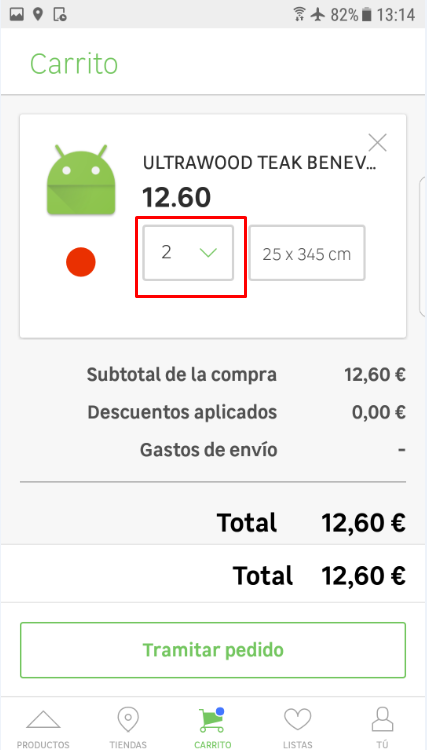 82% 13:14
Carrito
ULTRAWOOD TEAK BENEV...
12.60
2
25 x 345 cm
Subtotal de la compra 12,60 €
Descuentos aplicados 0,00 €
Gastos de envío -
Total 12,60 €
Total 12,60 €
Tramitar pedido
PRODUCTOS TIENDAS CARRITO LISTAS TÚ